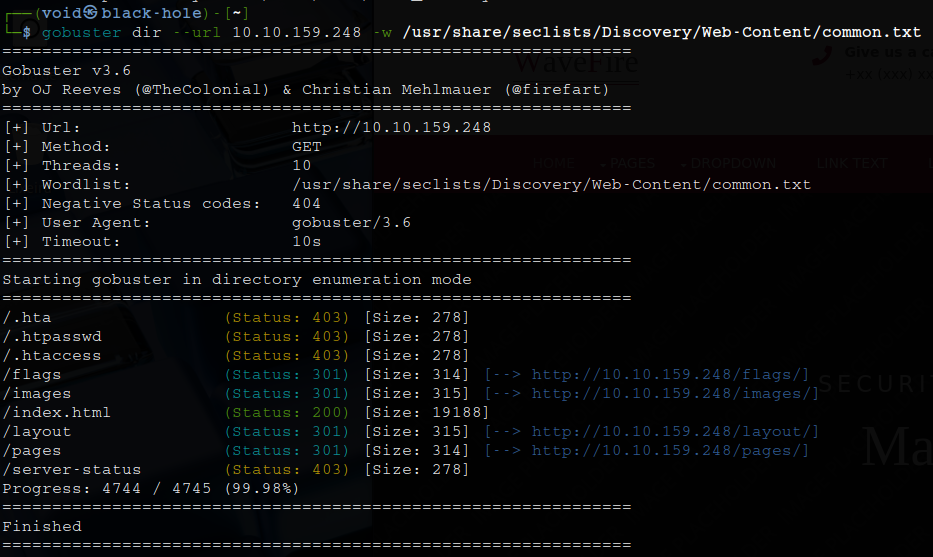 ┌──(void㉿black-hole)-[~]
└─$ gobuster dir --url 10.10.159.248 -w /usr/share/seclists/Discovery/Web-Content/common.txt
===============================================================
Gobuster v3.6
by OJ Reeves (@TheColonial) & Christian Mehlmauer (@firefart)
===============================================================
[+] Url:                     http://10.10.159.248
[+] Method:                  GET
[+] Threads:                 10
[+] Wordlist:                /usr/share/seclists/Discovery/Web-Content/common.txt
[+] Negative Status codes:   404
[+] User Agent:              gobuster/3.6
[+] Timeout:                 10s
===============================================================
Starting gobuster in directory enumeration mode
===============================================================
/.hta                 (Status: 403) [Size: 278]
/.htpasswd            (Status: 403) [Size: 278]
/.htaccess            (Status: 403) [Size: 278]
/flags                (Status: 301) [Size: 314] [--> http://10.10.159.248/flags/]
/images               (Status: 301) [Size: 315] [--> http://10.10.159.248/images/]
/index.html           (Status: 200) [Size: 19188]
/layout               (Status: 301) [Size: 315] [--> http://10.10.159.248/layout/]
/pages                (Status: 301) [Size: 314] [--> http://10.10.159.248/pages/]
/server-status        (Status: 403) [Size: 278]
Progress: 4744 / 4745 (99.98%)
===============================================================
Finished
===============================================================
WaveFire
Give us a
+xx (xxx)
HOME
PAGES
DROPDOWN
LINK TEXT
SECURI
Ma